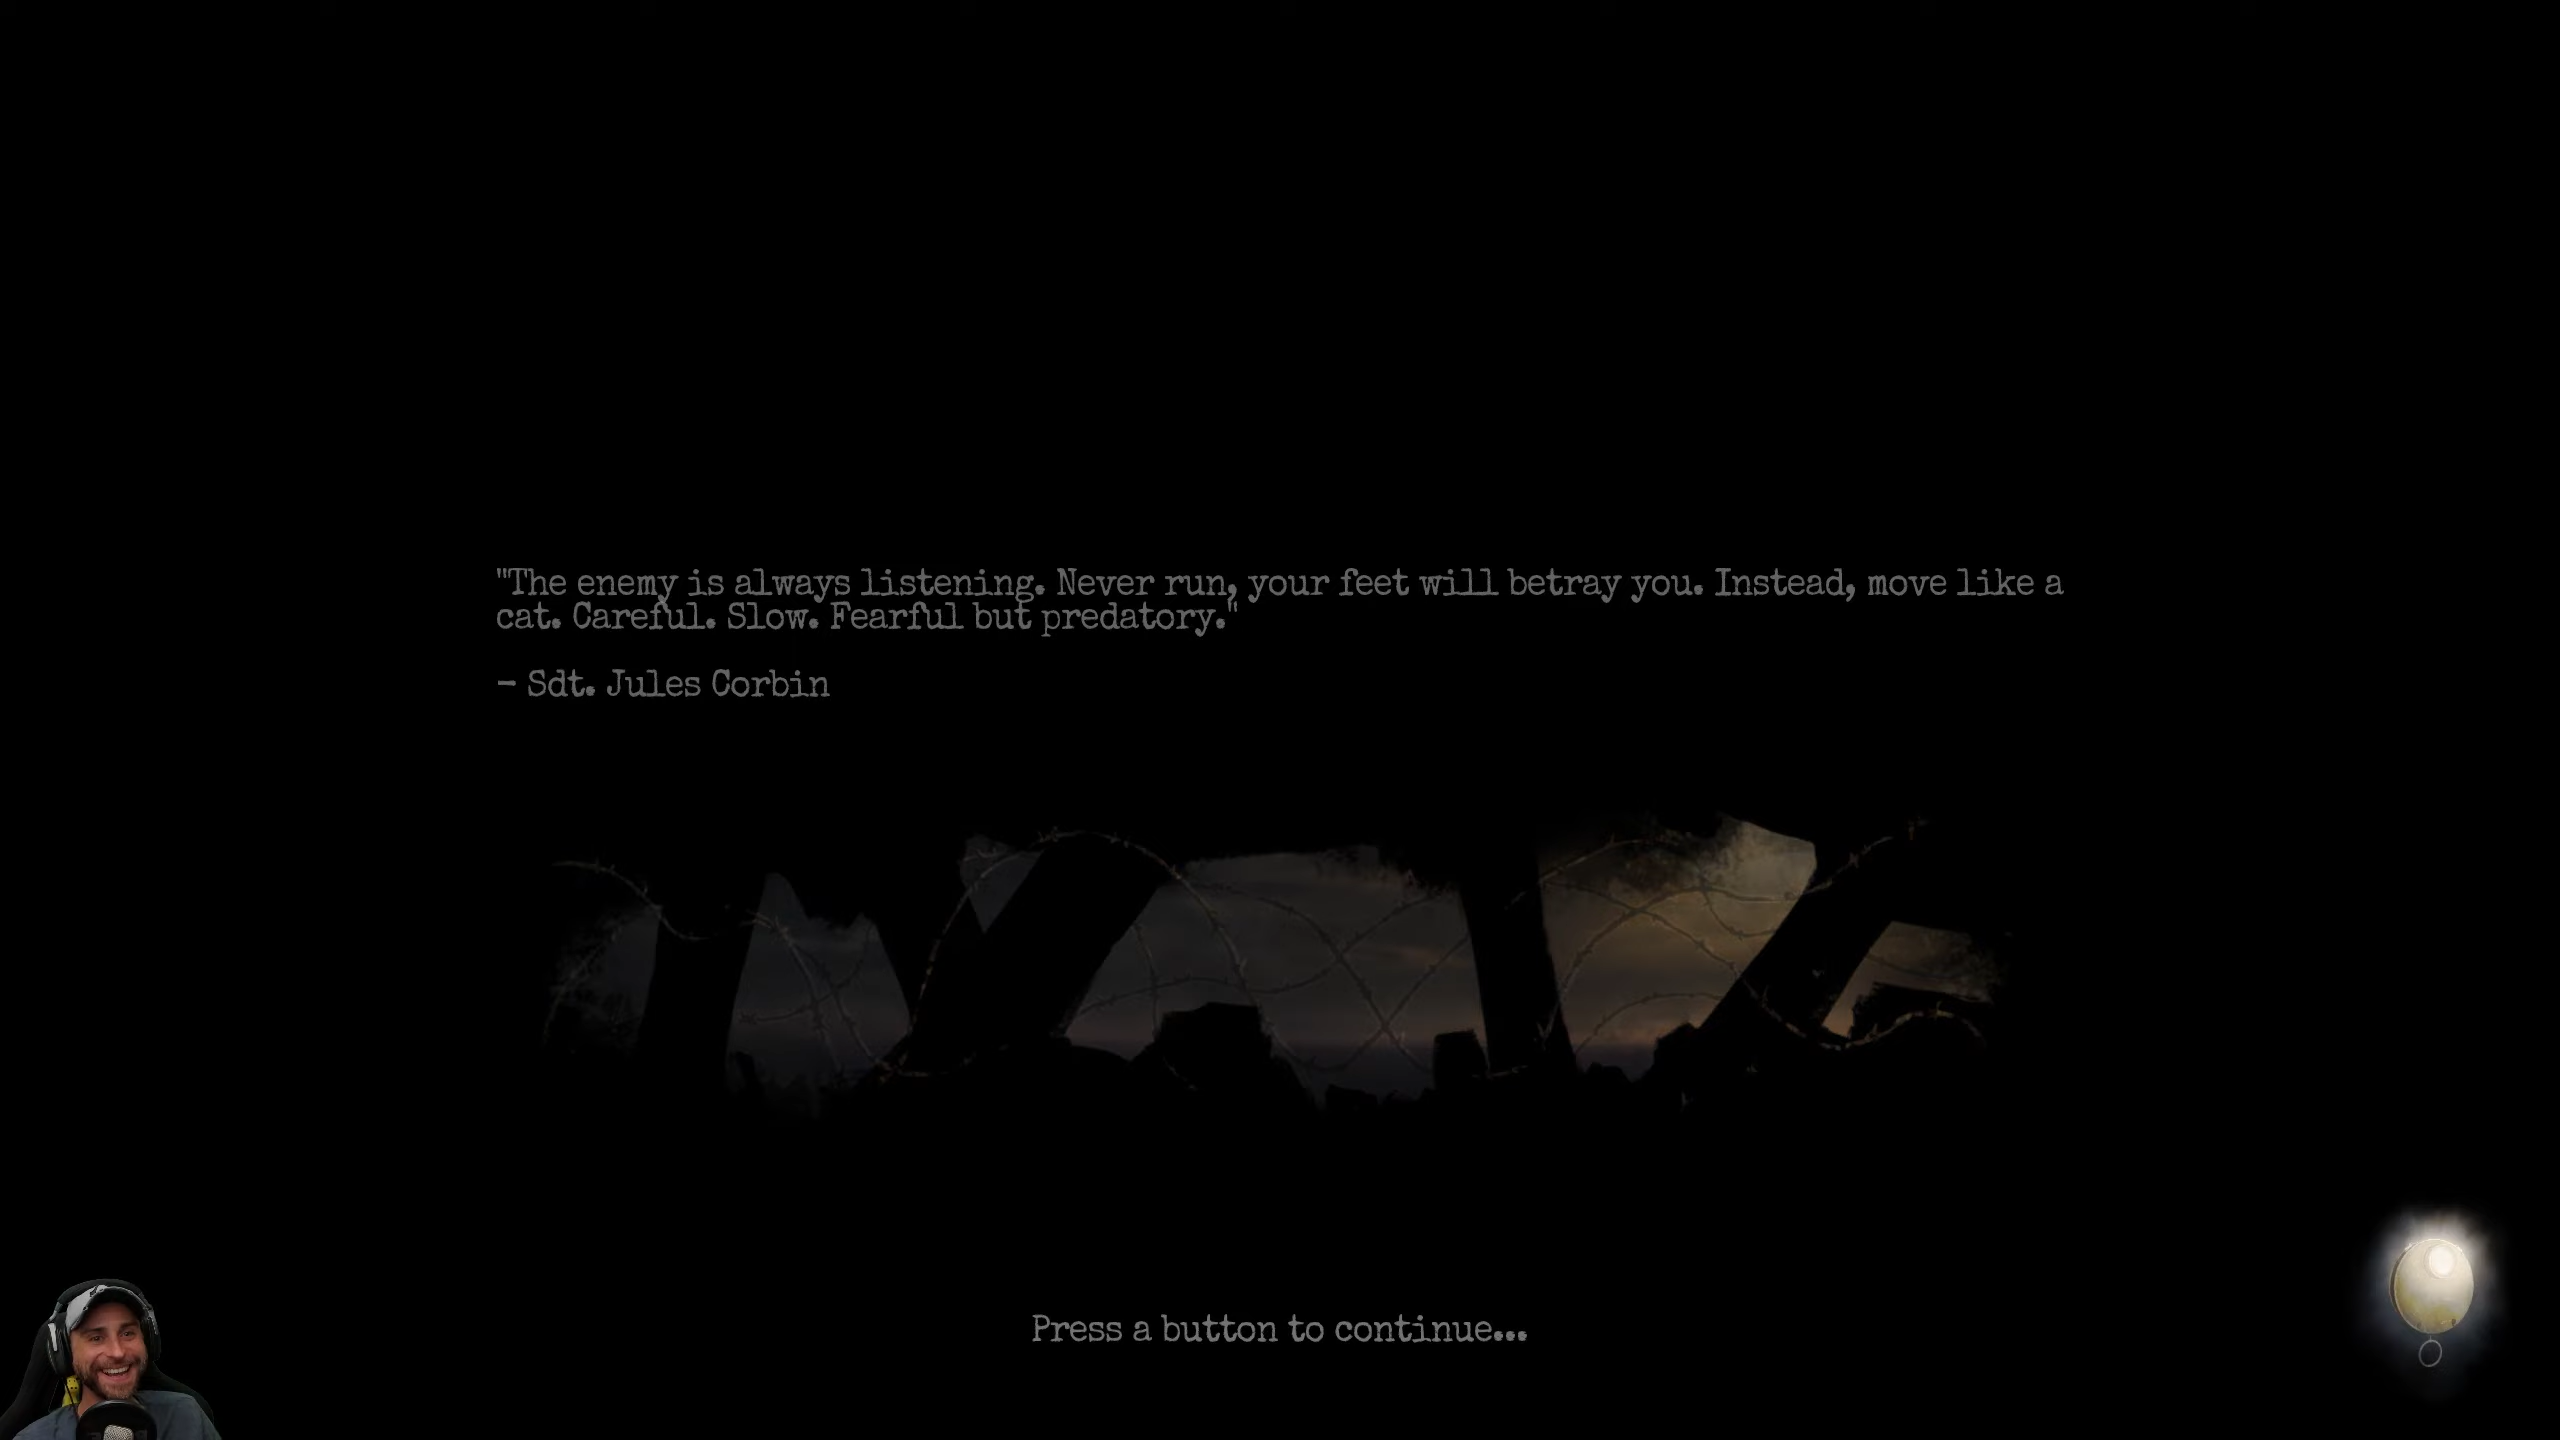 "The enemy is always listening. Never run, your feet will betray you. Instead, move like a
cat. Careful. Slow. Fearful but predatory."
- Sdt. Jules Corbin
Press a button to continue...